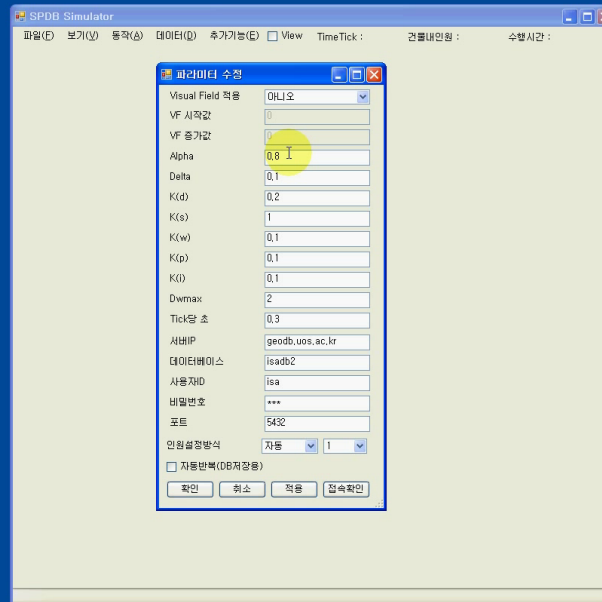 SPDB Simulator
파일(F) 보기(V) 동작(A) 데이터(D) 추가기능(E) View TimeTick : 건물내인원 : 수행시간 :
파라미터 수정
Visual Field 적용 아니오
VF 시작값 0
VF 증가값 0
Alpha 0.8
Delta 0.1
K(d) 0.2
K(s) 1
K(w) 0.1
K(p) 0.1
K(i) 0.1
Dwmax 2
Tick당 초 0.3
서버IP geodb.uos.ac.kr
데이터베이스 isadb2
사용자ID isa
비밀번호 ***
포트 5432
인원설정방식 자동 1
자동반복(DB저장용)
확인 취소 적용 접속확인